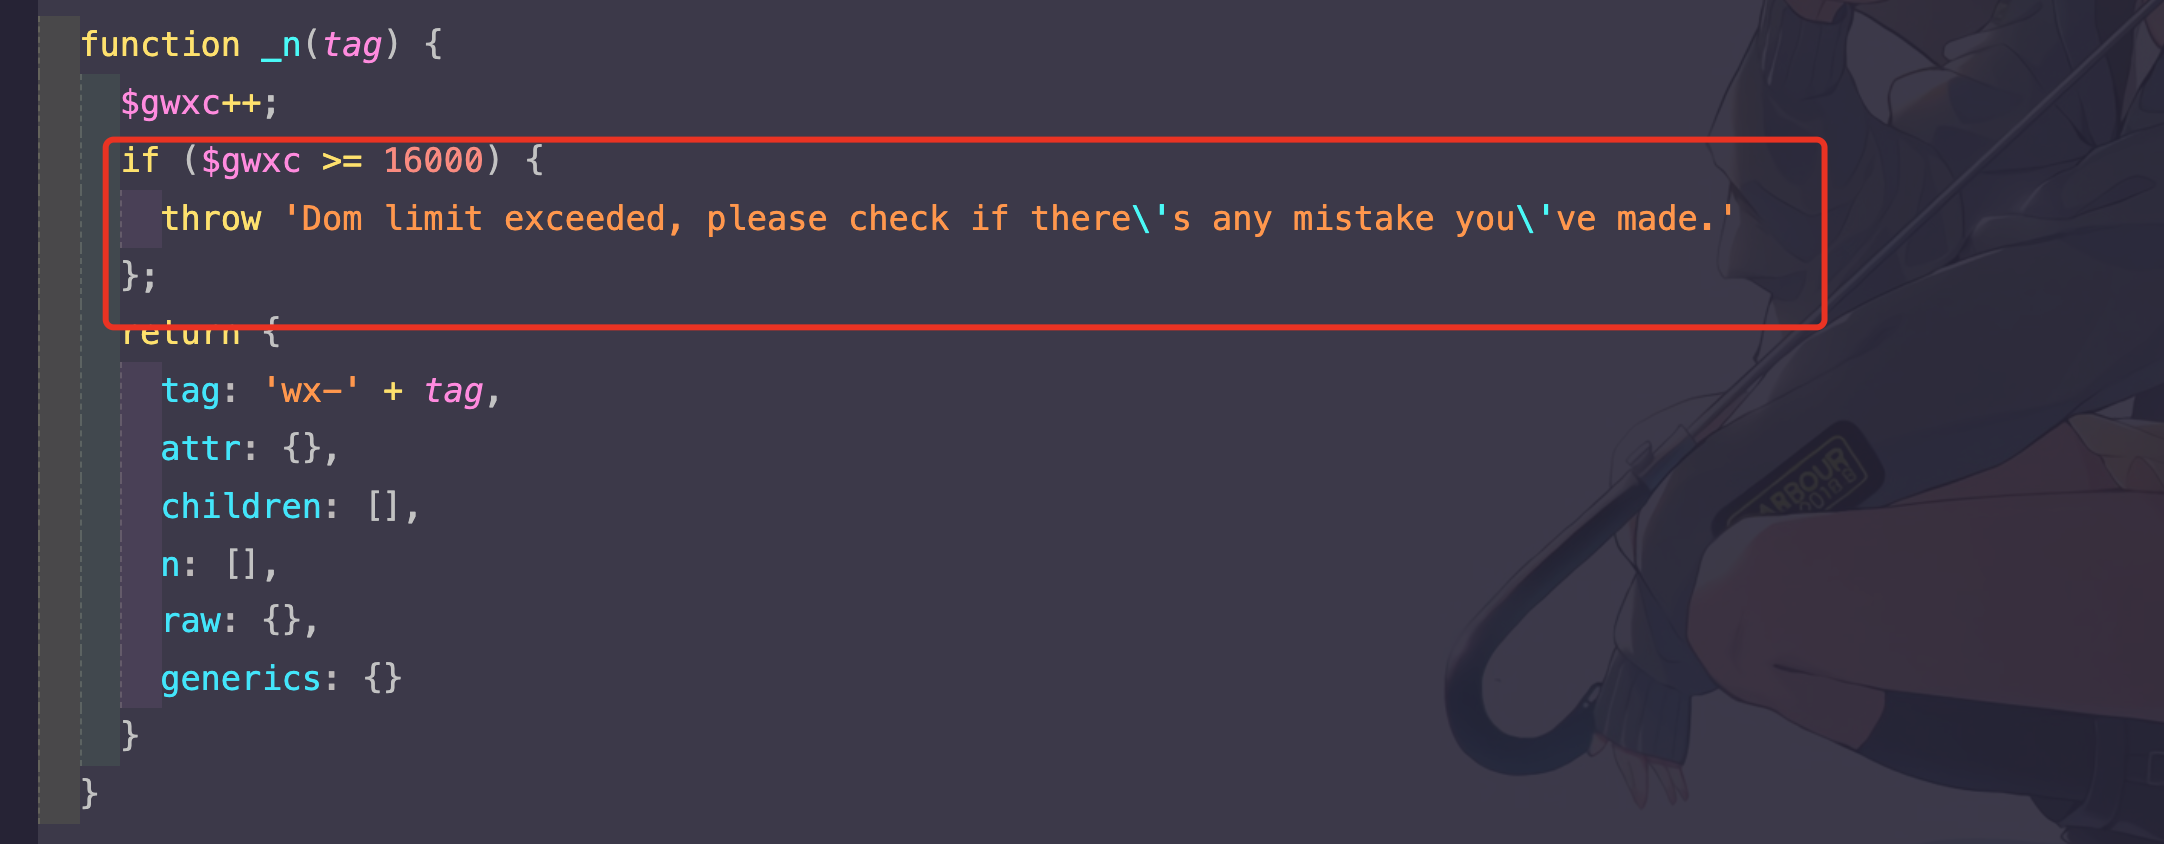 function _n(tag) {
$gwxc++;
if ($gwxc >= 16000) {
throw 'Dom limit exceeded, please check if there\'s any mistake you\'ve made.'
};
return {
tag: 'wx-' + tag,
attr: {},
children: [],
n: [],
raw: {},
generics: {}
}
}
ARBOUR
2018